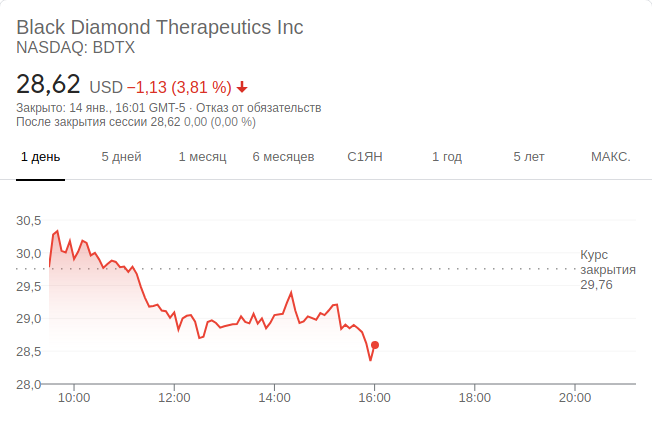 Black Diamond Therapeutics Inc
NASDAQ: BDTX
28,62 USD −1,13 (3,81 %)
Закрыто: 14 янв., 16:01 GMT-5 · Отказ от обязательств
После закрытия сессии 28,62 0,00 (0,00 %)
1 день 5 дней 1 месяц 6 месяцев С1ЯН 1 год 5 лет МАКС.
30,5
30,0
29,5
29,0
28,5
28,0
Курс
закрытия
29,76
10:00 12:00 14:00 16:00 18:00 20:00